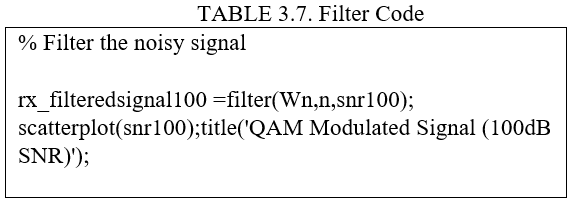 TABLE 3.7. Filter Code
% Filter the noisy signal
rx_filteredsignal100 =filter(Wn,n,snr100);
scatterplot(snr100);title('QAM Modulated Signal (100dB
SNR)');